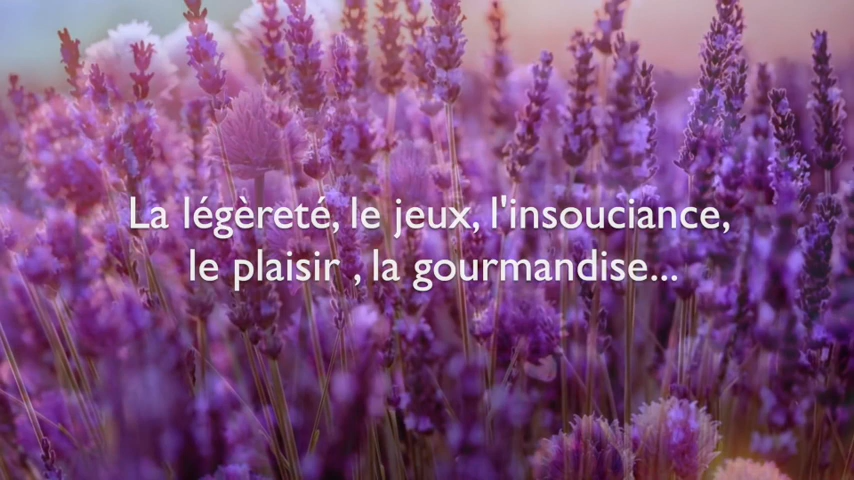 La légèreté, le jeux, l'insouciance,
le plaisir , la gourmandise...